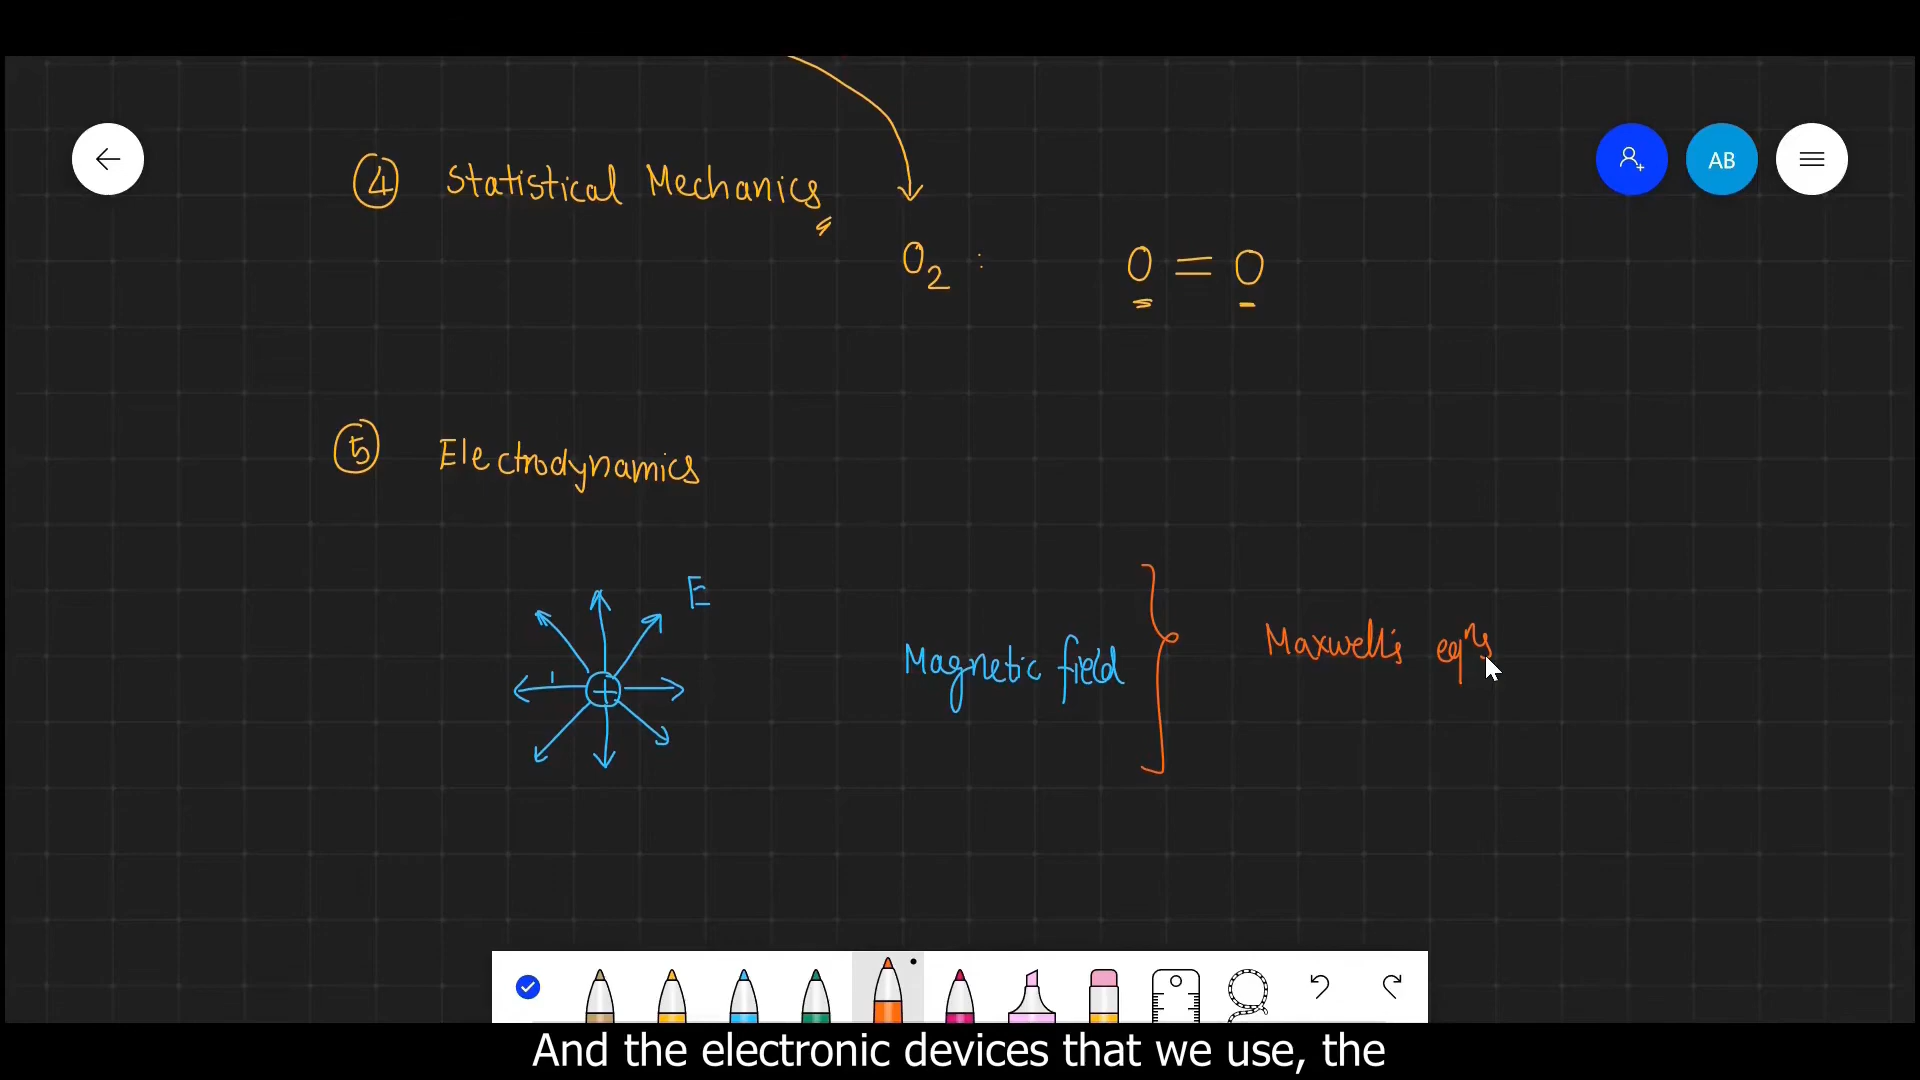 ④ Statistical Mechanics
AB
O₂ : O = O
⑤ Electrodynamics
E
+
Magnetic field } Maxwell's eqⁿs
And the electronic devices that we use, the